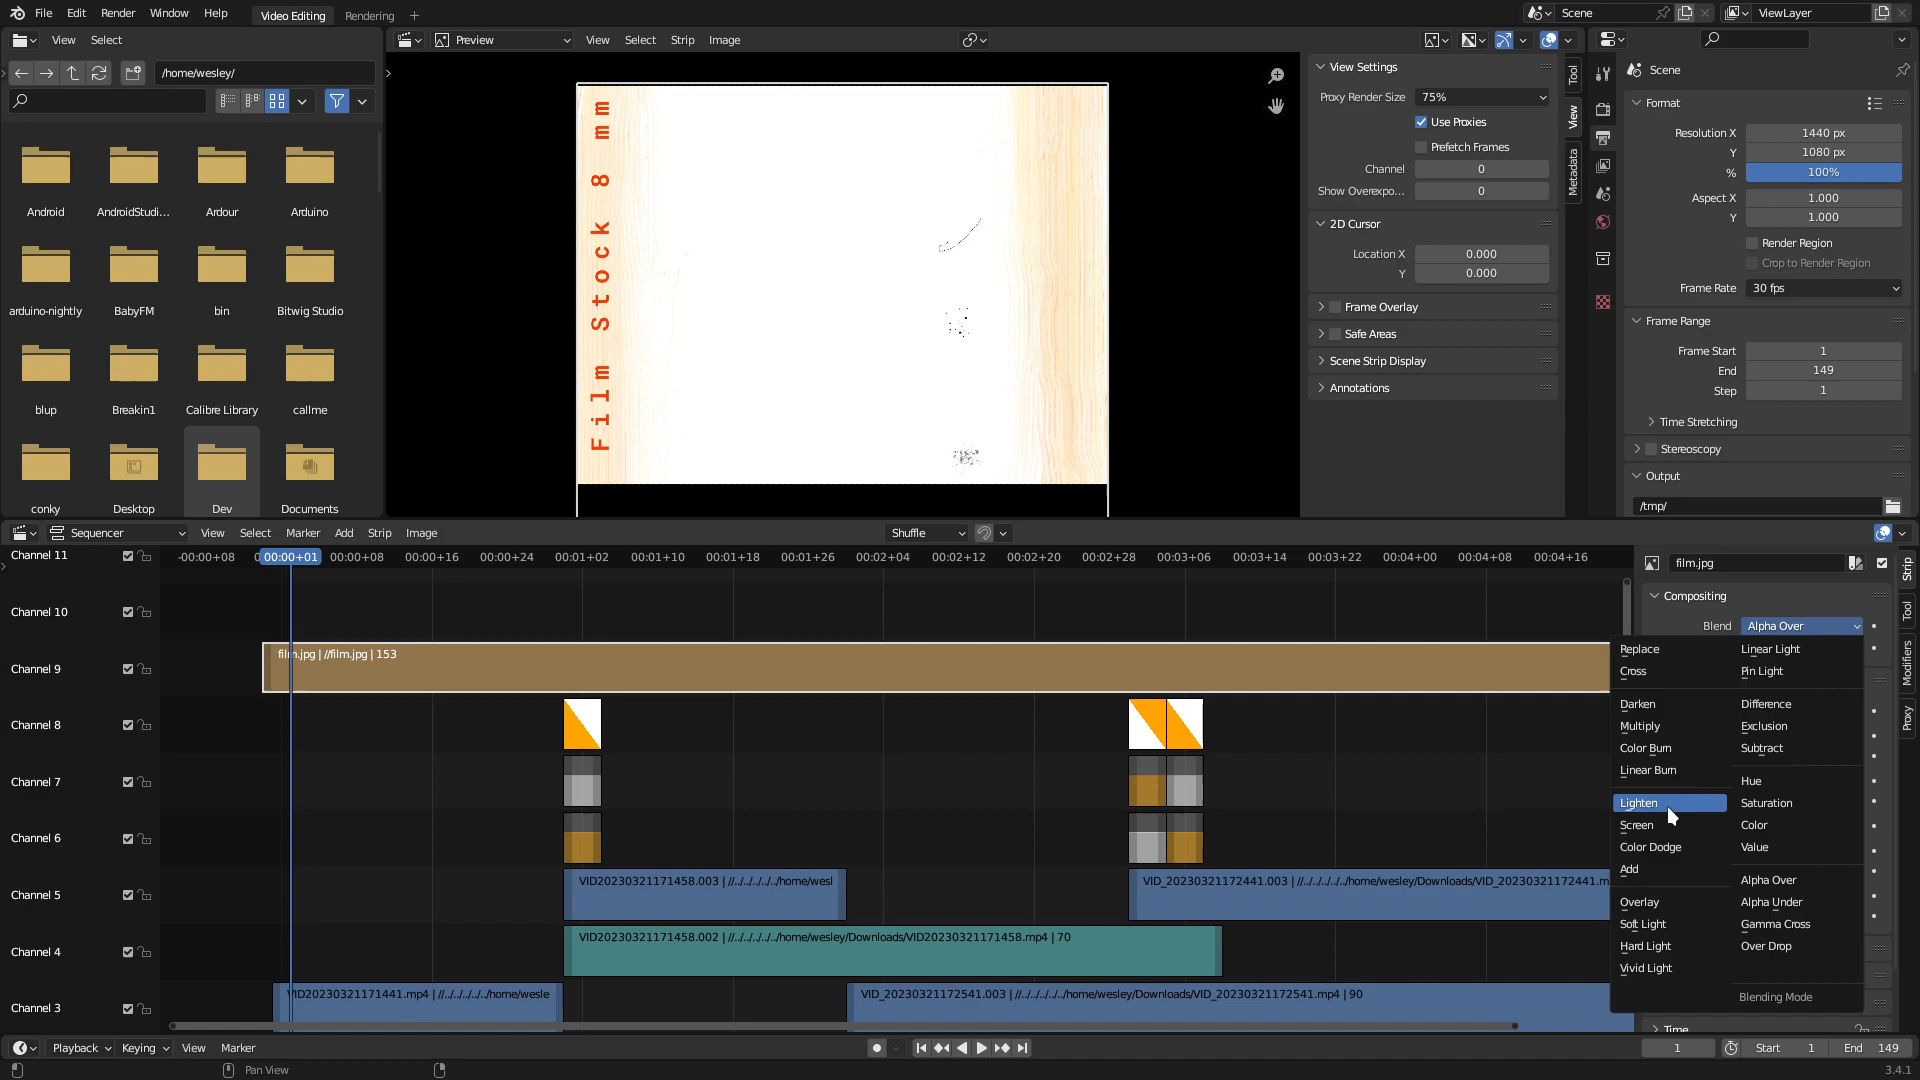 File Edit Render Window Help Video Editing Rendering + Scene ViewLayer
View Select Preview View Select Strip Image
/home/wesley/
Android AndroidStudi... Ardour Arduino
arduino-nightly BabyFM bin Bitwig Studio
blup Breakin1 Calibre Library callme
conky Desktop Dev Documents
Film Stock 8 mm
View Settings
Proxy Render Size 75%
Use Proxies
Prefetch Frames
Channel 0
Show Overexpo... 0
2D Cursor
Location X 0.000
Y 0.000
Frame Overlay
Safe Areas
Scene Strip Display
Annotations
Tool
View
Metadata
Scene
Format
Resolution X 1440 px
Y 1080 px
% 100%
Aspect X 1.000
Y 1.000
Render Region
Crop to Render Region
Frame Rate 30 fps
Frame Range
Frame Start 1
End 149
Step 1
Time Stretching
Stereoscopy
Output
/tmp/
Sequencer View Select Marker Add Strip Image Shuffle
-00:00+08 00:00+01 00:00+08 00:00+16 00:00+24 00:01+02 00:01+10 00:01+18 00:01+26 00:02+04 00:02+12 00:02+20 00:02+28 00:03+06 00:03+14 00:03+22 00:04+00 00:04+08 00:04+16
Channel 11
Channel 10
Channel 9
film.jpg | //film.jpg | 153
Channel 8
Channel 7
Channel 6
Channel 5
VID20230321171458.003 | //../../../../../home/wesl
VID_20230321172441.003 | //../../../../../home/wesley/Downloads/VID_20230321172441.m
Channel 4
VID20230321171458.002 | //../../../../../home/wesley/Downloads/VID20230321171458.mp4 | 70
Channel 3
VID20230321171441.mp4 | //../../../../../home/wesle
VID_20230321172541.003 | //../../../../../home/wesley/Downloads/VID_20230321172541.mp4 | 90
film.jpg
Compositing
Blend Alpha Over
Replace
Cross
Darken
Multiply
Color Burn
Linear Burn
Lighten
Screen
Color Dodge
Add
Overlay
Soft Light
Hard Light
Vivid Light
Linear Light
Pin Light
Difference
Exclusion
Subtract
Hue
Saturation
Color
Value
Alpha Over
Alpha Under
Gamma Cross
Over Drop
Blending Mode
Time
Strip
Tool
Modifiers
Proxy
Playback Keying View Marker 1 Start 1 End 149
Pan View 3.4.1